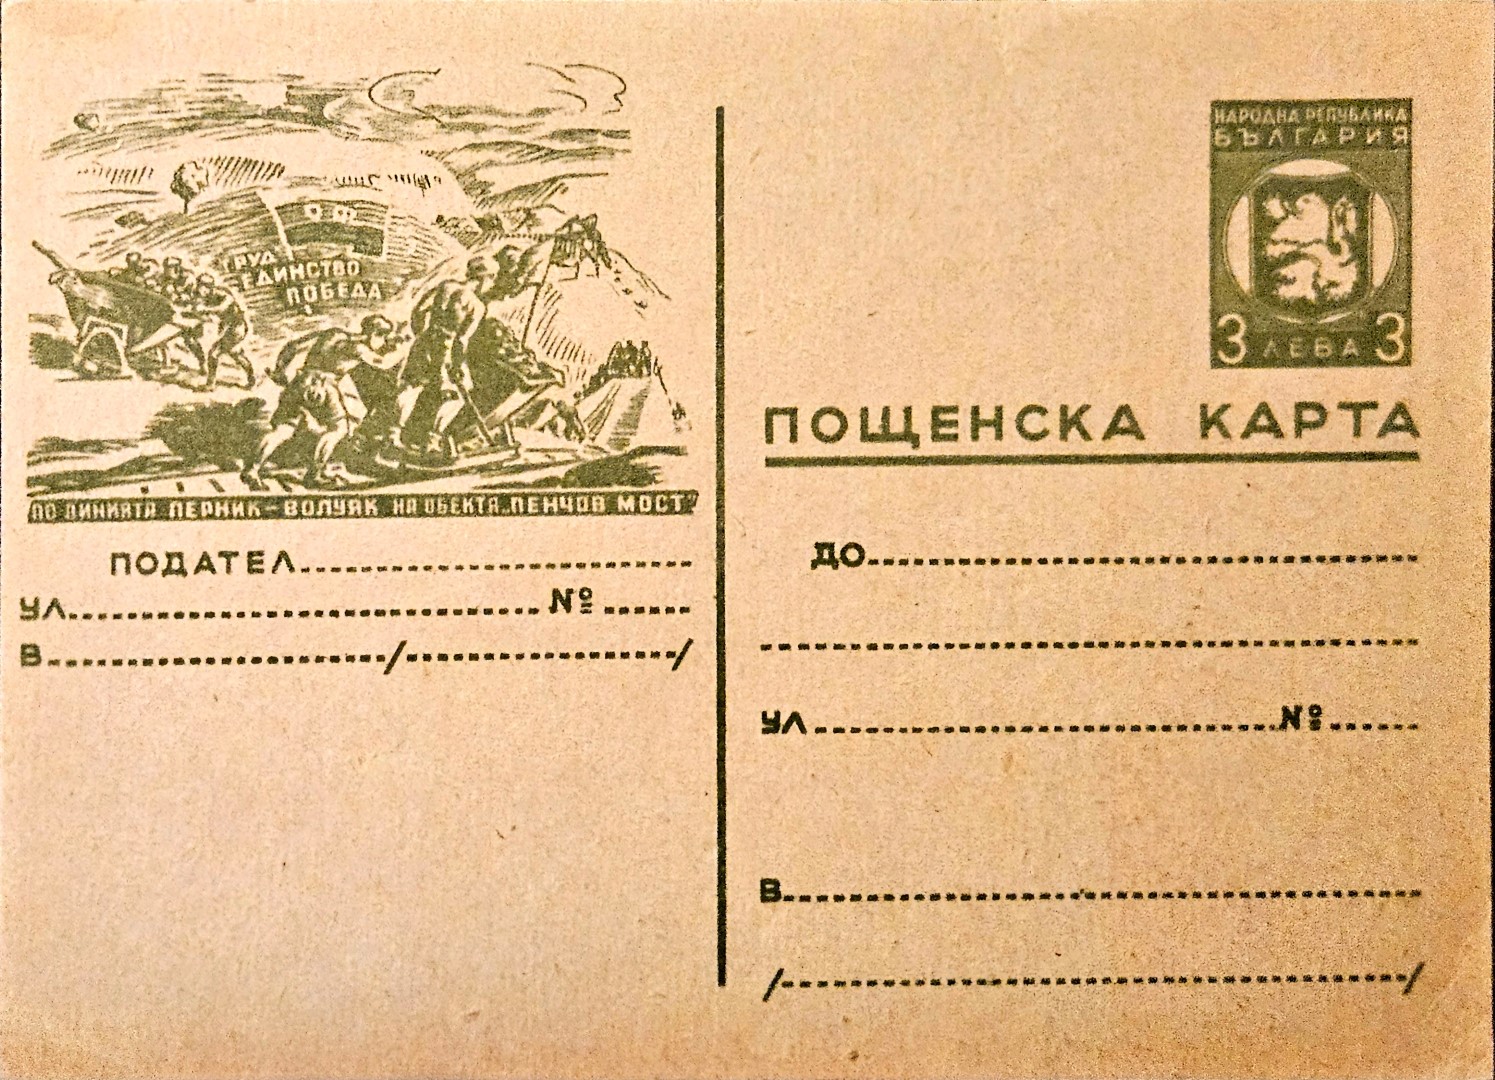 О.Ф.
ТРУД
ЕДИНСТВО
ПОБЕДА
ПО ЛИНИЯТА ПЕРНИК – ВОЛУЯК НА ОБЕКТА „ПЕНЧОВ МОСТ"
ПОДАТЕЛ
УЛ. №
В / /
НАРОДНА РЕПУБЛИКА
БЪЛГАРИЯ
3 ЛЕВА 3
ПОЩЕНСКА КАРТА
ДО
УЛ №
В
/ /